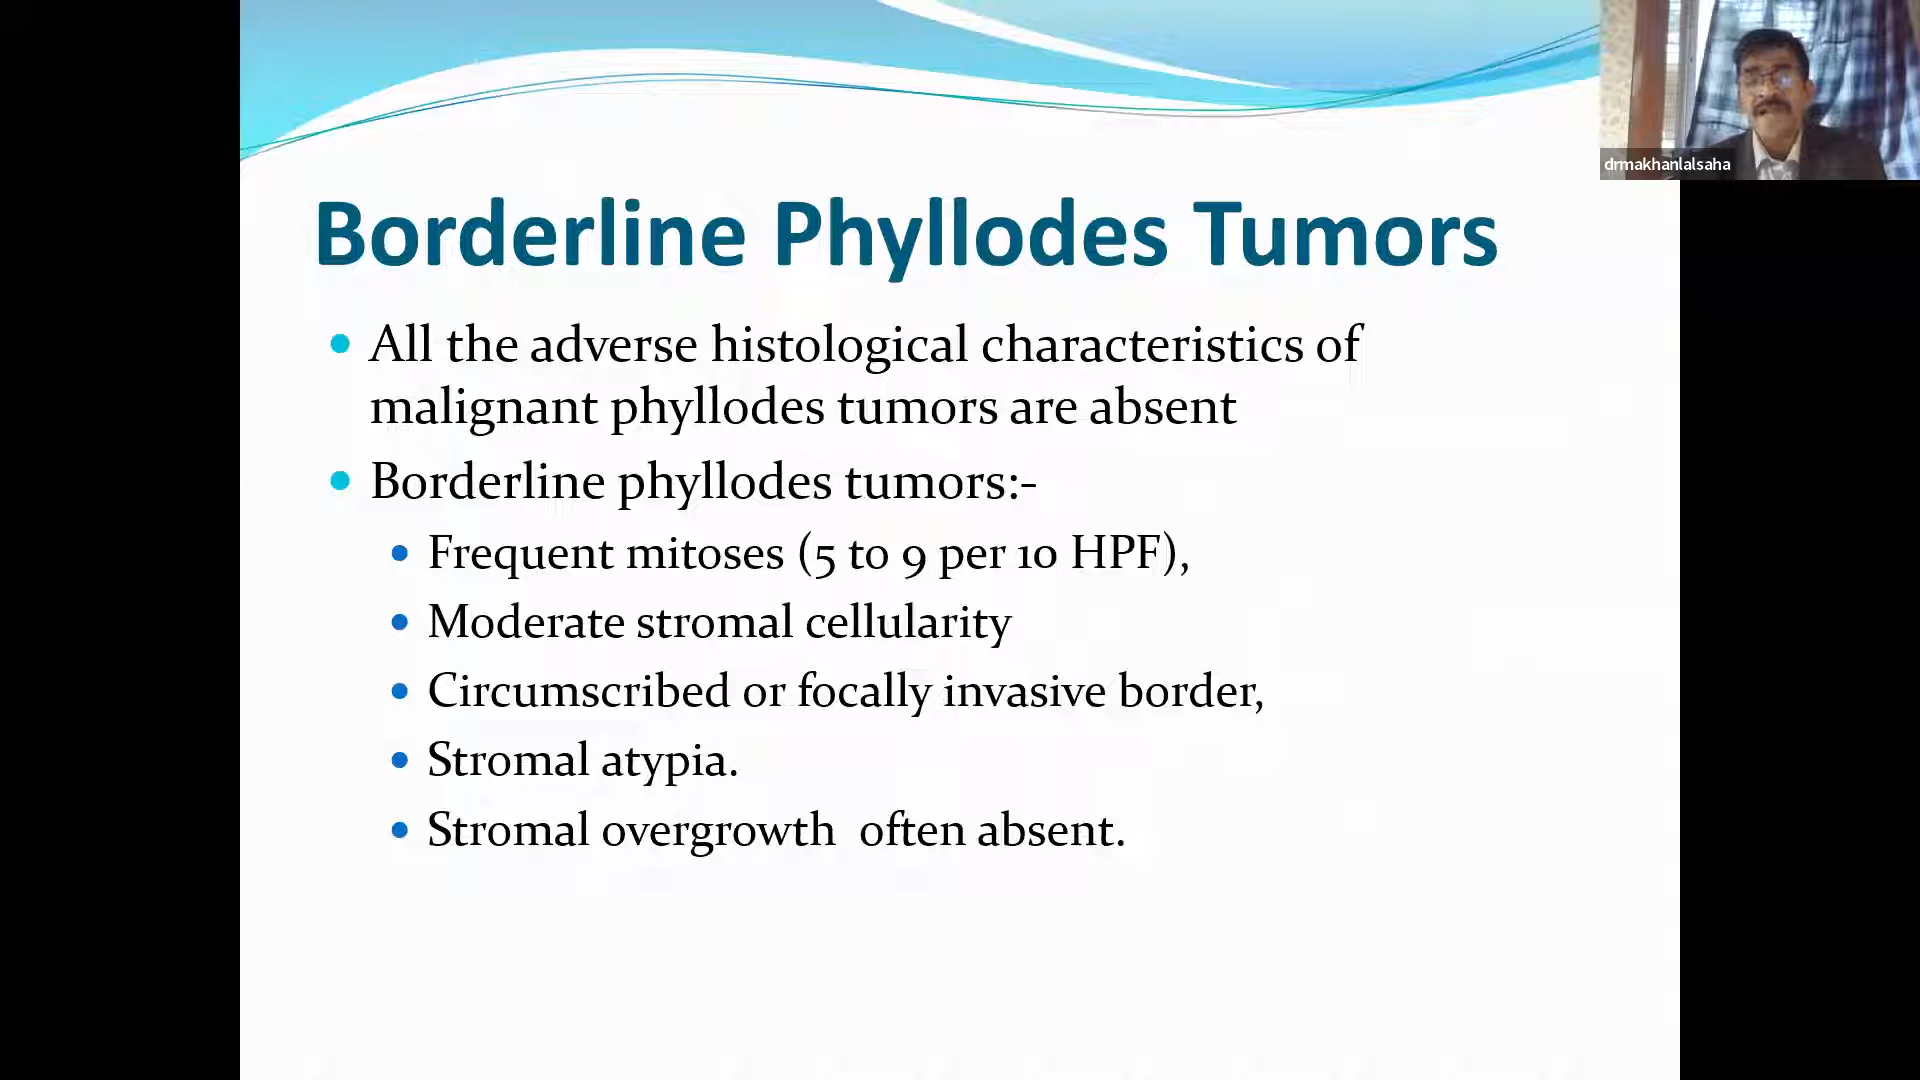 drmakhanlalsaha
Borderline Phyllodes Tumors
• All the adverse histological characteristics of
malignant phyllodes tumors are absent
• Borderline phyllodes tumors:-
• Frequent mitoses (5 to 9 per 10 HPF),
• Moderate stromal cellularity
• Circumscribed or focally invasive border,
• Stromal atypia.
• Stromal overgrowth  often absent.